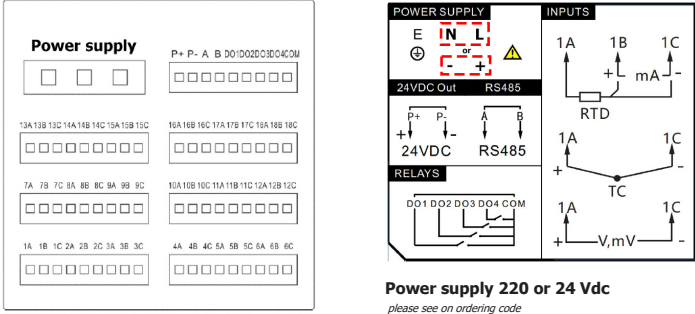 Power supply
P+ P- A B DO1DO2DO3DO4COM
13A 13B 13C 14A 14B 14C 15A 15B 15C
16A 16B 16C 17A 17B 17C 18A 18B 18C
7A 7B 7C 8A 8B 8C 9A 9B 9C
10A 10B 10C 11A 11B 11C 12A 12B 12C
1A 1B 1C 2A 2B 2C 3A 3B 3C
4A 4B 4C 5A 5B 5C 6A 6B 6C
POWER SUPPLY
E N L
or
- +
24VDC Out RS485
P+ P- A B
+ -
24VDC RS485
RELAYS
DO1 DO2 DO3 DO4 COM
INPUTS
1A 1B 1C
+ mA -
RTD
1A 1C
+ -
TC
1A 1C
+ V,mV -
Power supply 220 or 24 Vdc
please see on ordering code